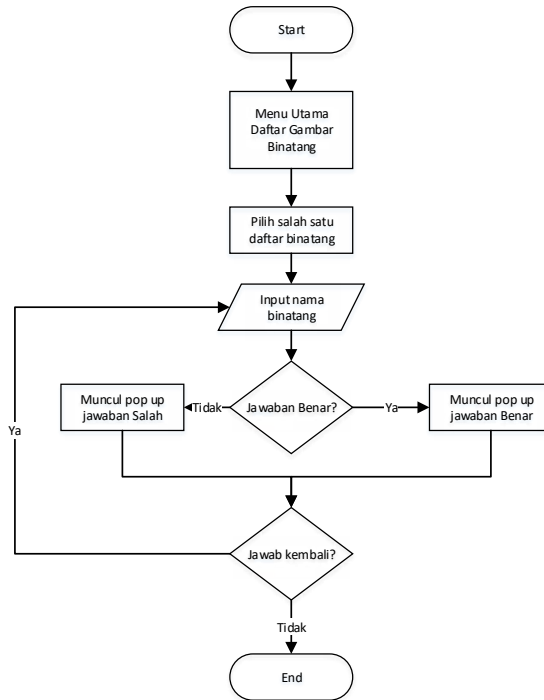 Start
Menu Utama
Daftar Gambar
Binatang
Pilih salah satu
daftar binatang
Input nama
binatang
Jawaban Benar?
Tidak
Muncul pop up
jawaban Salah
Ya
Muncul pop up
jawaban Benar
Ya
Jawab kembali?
Tidak
End